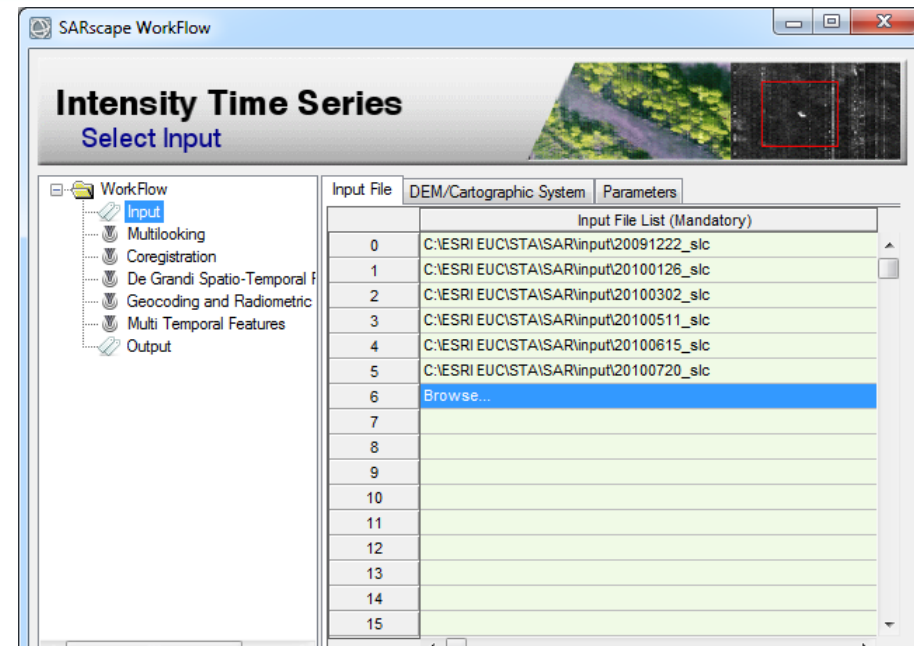 SARscape WorkFlow
Intensity Time Series
Select Input
WorkFlow
Input
Multilooking
Coregistration
De Grandi Spatio-Temporal F
Geocoding and Radiometric
Multi Temporal Features
Output
Input File DEM/Cartographic System Parameters
Input File List (Mandatory)
0 C:\ESRI EUC\STA\SAR\input\20091222_slc
1 C:\ESRI EUC\STA\SAR\input\20100126_slc
2 C:\ESRI EUC\STA\SAR\input\20100302_slc
3 C:\ESRI EUC\STA\SAR\input\20100511_slc
4 C:\ESRI EUC\STA\SAR\input\20100615_slc
5 C:\ESRI EUC\STA\SAR\input\20100720_slc
6 Browse...
7
8
9
10
11
12
13
14
15